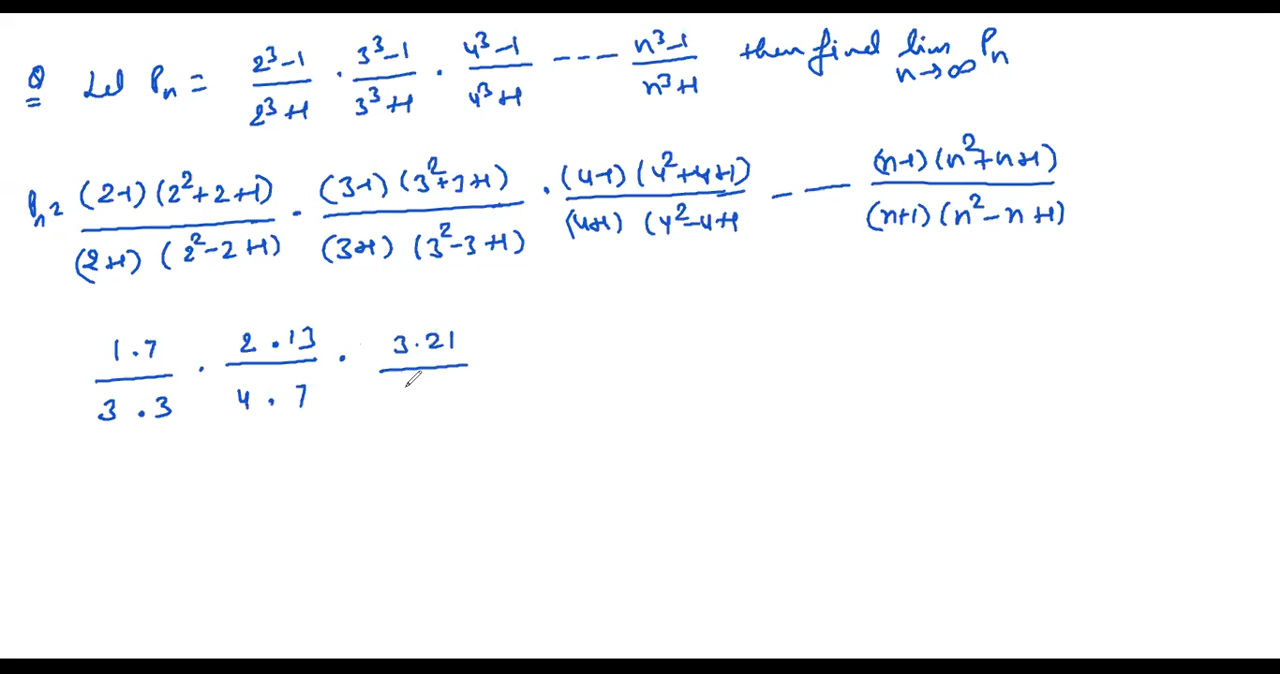 Q Let Pₙ = (2³-1)/(2³+1) · (3³-1)/(3³+1) · (4³-1)/(4³+1) ---- (n³-1)/(n³+1) then find lim n→∞ Pₙ
Pₙ = (2-1)(2²+2+1)/(2+1)(2²-2+1) · (3-1)(3²+3+1)/(3+1)(3²-3+1) · (4-1)(4²+4+1)/(4+1)(4²-4+1 --- (n-1)(n²+n+1)/(n+1)(n²-n+1)
1.7/3.3 · 2.13/4.7 · 3.21/